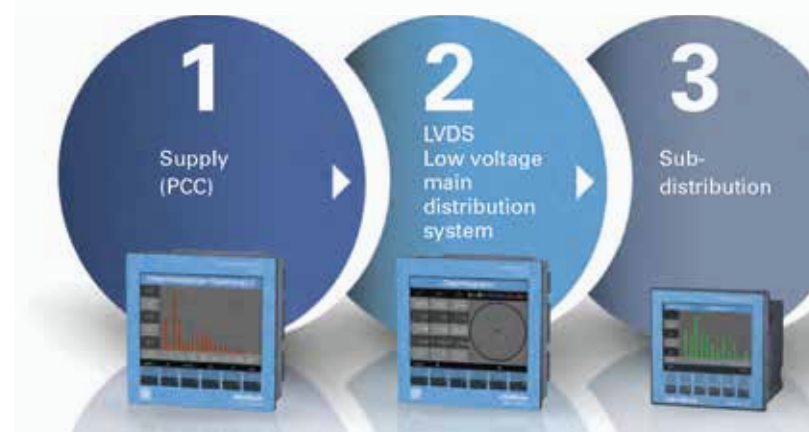 1
Supply
(PCC)
2
LVDS
Low voltage
main
distribution
system
3
Sub-
distribution